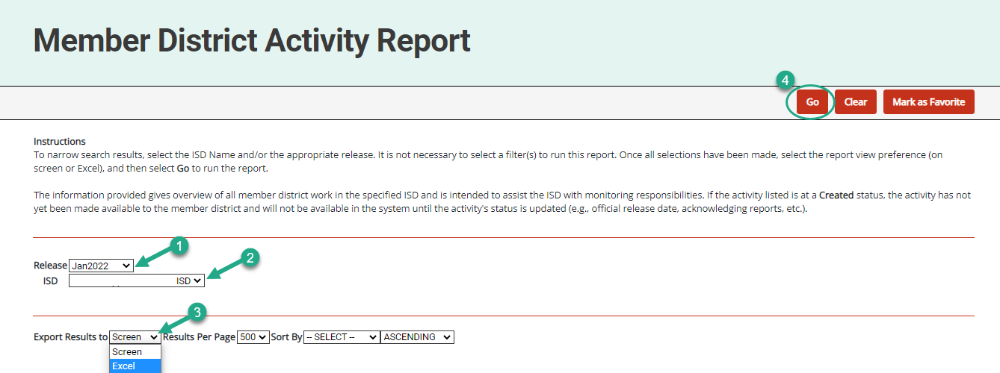 Member District Activity Report
4
Go Clear Mark as Favorite
Instructions
To narrow search results, select the ISD Name and/or the appropriate release. It is not necessary to select a filter(s) to run this report. Once all selections have been made, select the report view preference (on
screen or Excel), and then select Go to run the report.
The information provided gives overview of all member district work in the specified ISD and is intended to assist the ISD with monitoring responsibilities. If the activity listed is at a Created status, the activity has not
yet been made available to the member district and will not be available in the system until the activity's status is updated (e.g., official release date, acknowledging reports, etc.).
1
Release Jan2022
2
ISD ISD
3
Export Results to Screen Results Per Page 500 Sort By -- SELECT -- ASCENDING
Screen
Excel